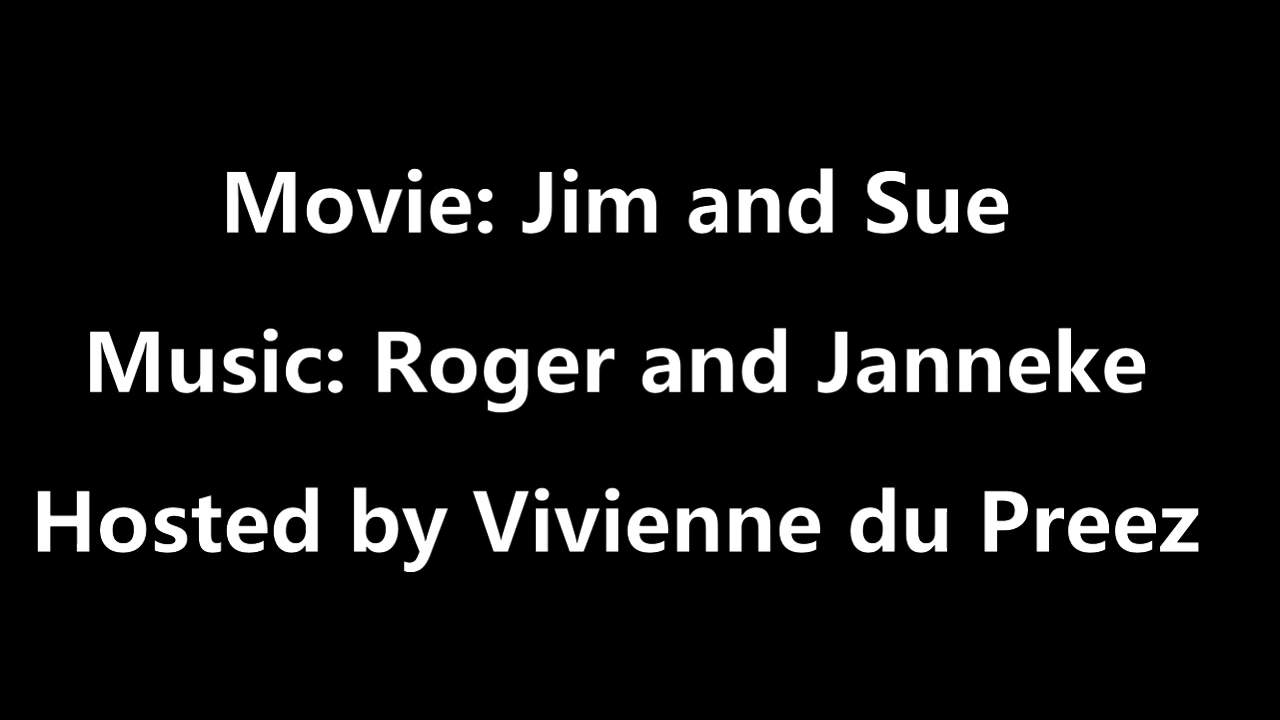 Movie: Jim and Sue
Music: Roger and Janneke
Hosted by Vivienne du Preez